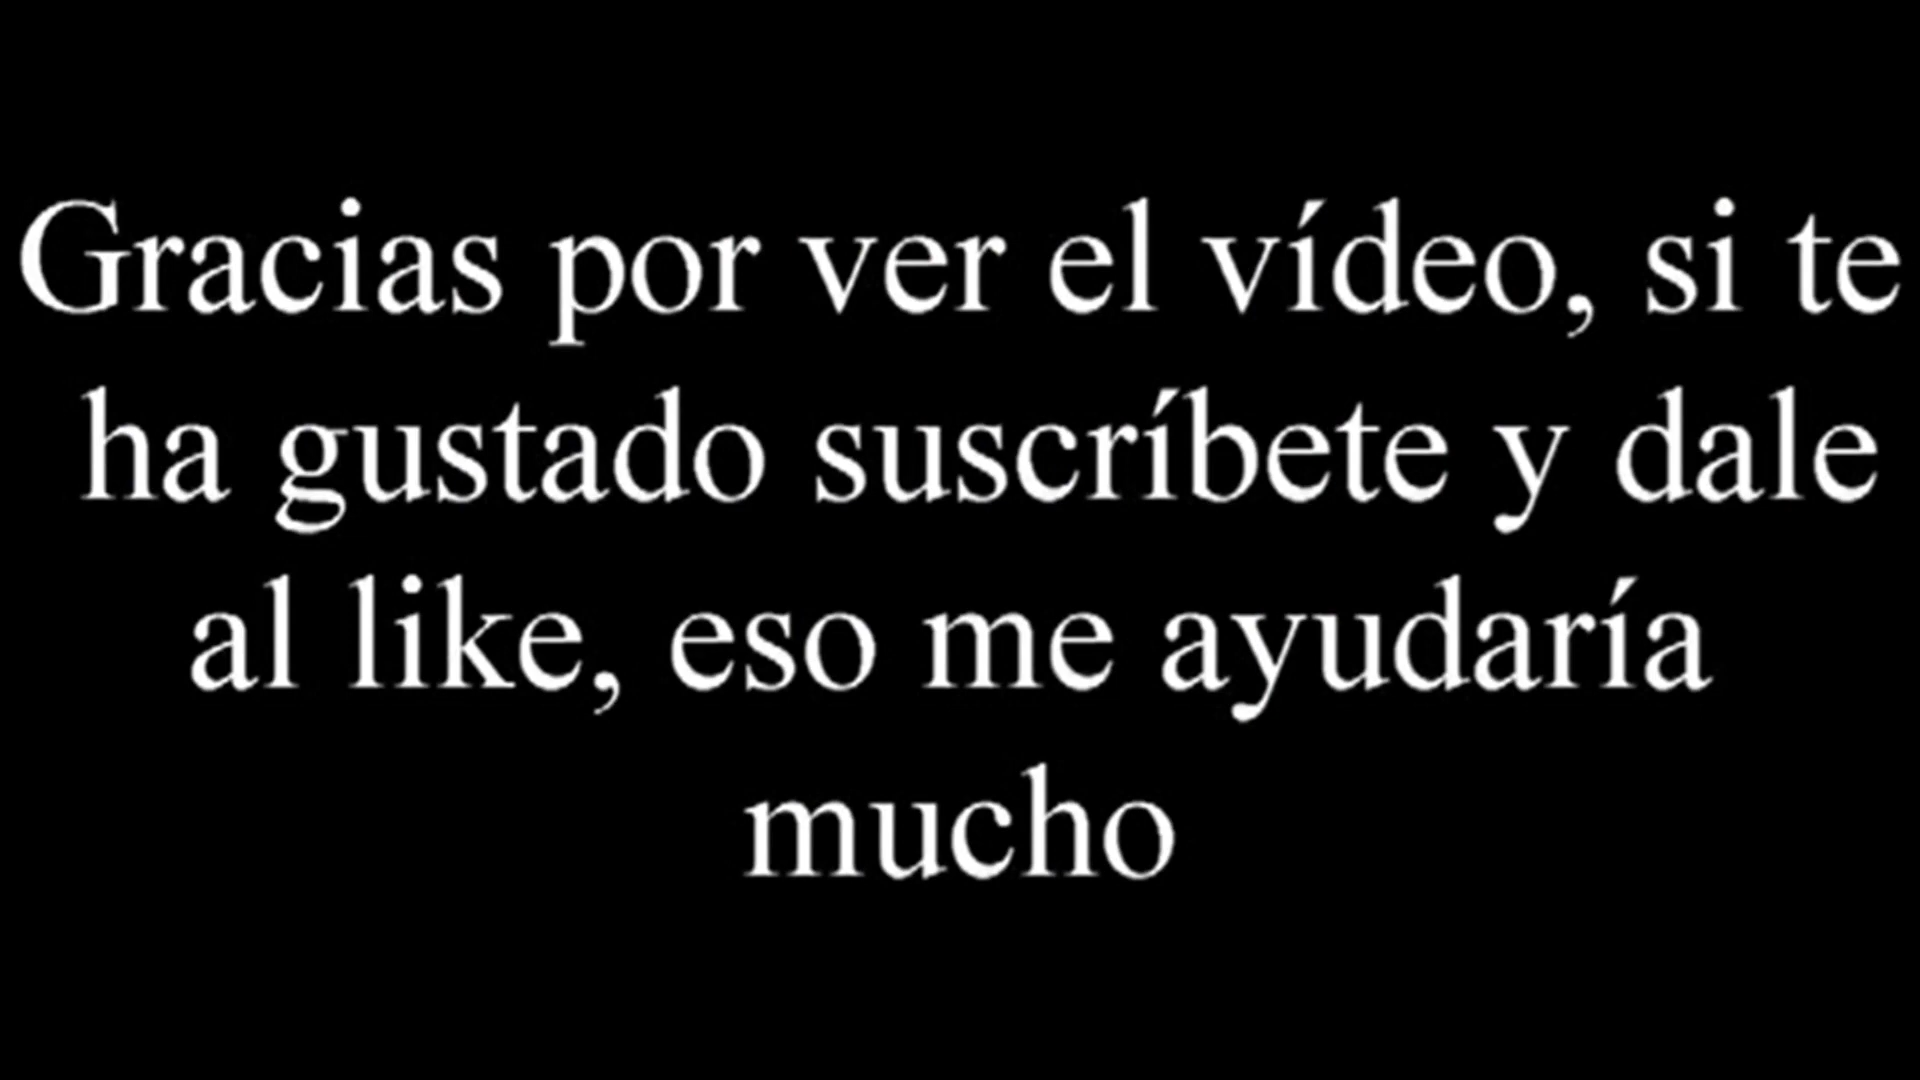 Gracias por ver el vídeo, si te
ha gustado suscríbete y dale
al like, eso me ayudaría
mucho